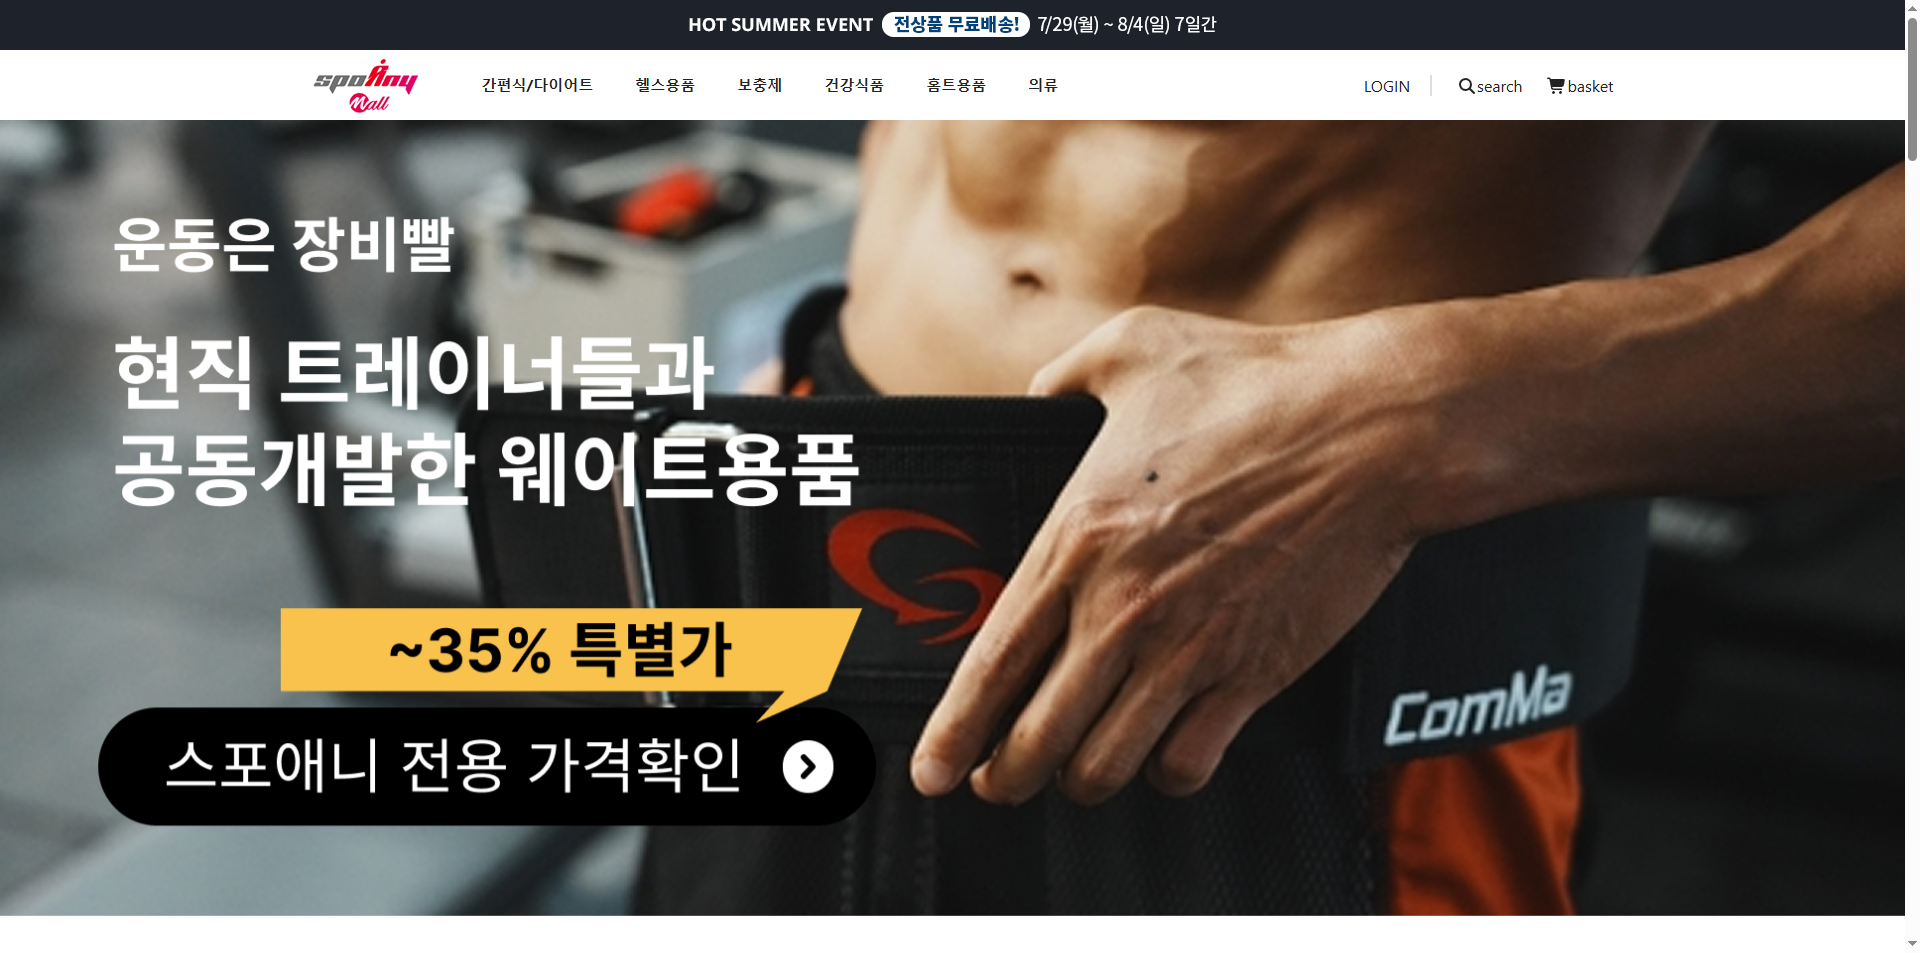 HOT SUMMER EVENT 전상품 무료배송! 7/29(월) ~ 8/4(일) 7일간
spoAny Mall
간편식/다이어트 헬스용품 보충제 건강식품 홈트용품 의류 LOGIN search basket
운동은 장비빨
현직 트레이너들과
공동개발한 웨이트용품
~35% 특별가
스포애니 전용 가격확인
ComMa